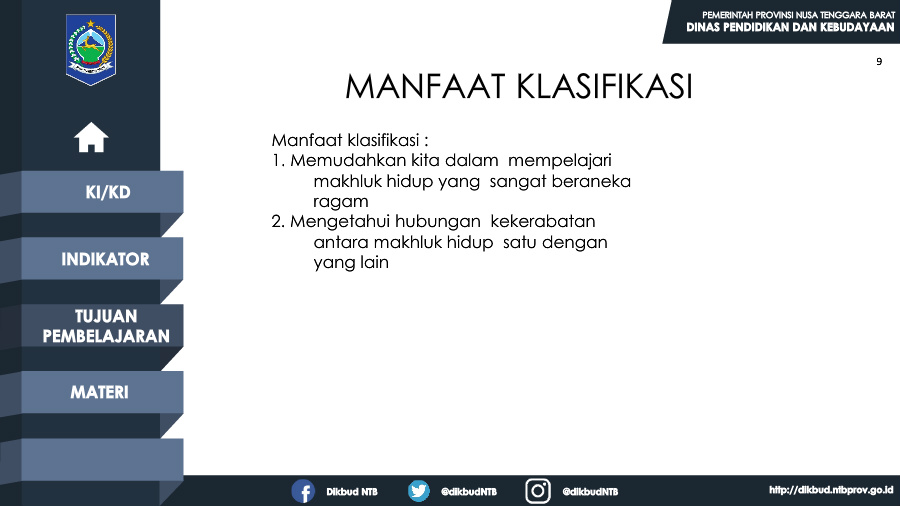 PEMERINTAH PROVINSI NUSA TENGGARA BARAT
DINAS PENDIDIKAN DAN KEBUDAYAAN
9
MANFAAT KLASIFIKASI
Manfaat klasifikasi :
1. Memudahkan kita dalam mempelajari
makhluk hidup yang sangat beraneka
ragam
2. Mengetahui hubungan kekerabatan
antara makhluk hidup satu dengan
yang lain
KI/KD
INDIKATOR
TUJUAN
PEMBELAJARAN
MATERI
Dikbud NTB
@dikbudNTB
@dikbudNTB
http://dikbud.ntbprov.go.id